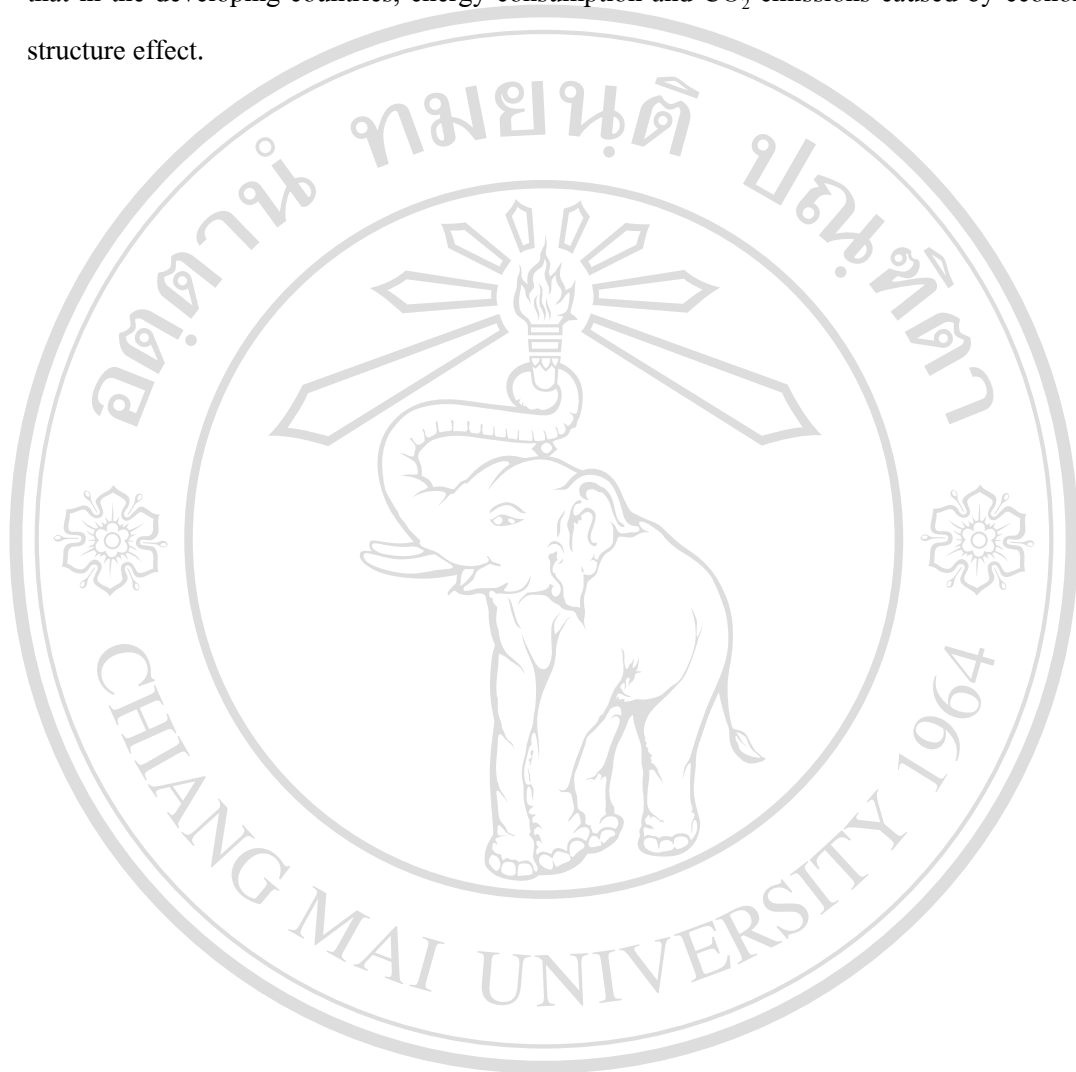 that in the developing countries, energy consumption and CO₂ emissions caused by econo
structure effect.
อตฺตานํ ทมยนฺติ ปณฺฑิตา
CHIANG MAI UNIVERSITY 1964